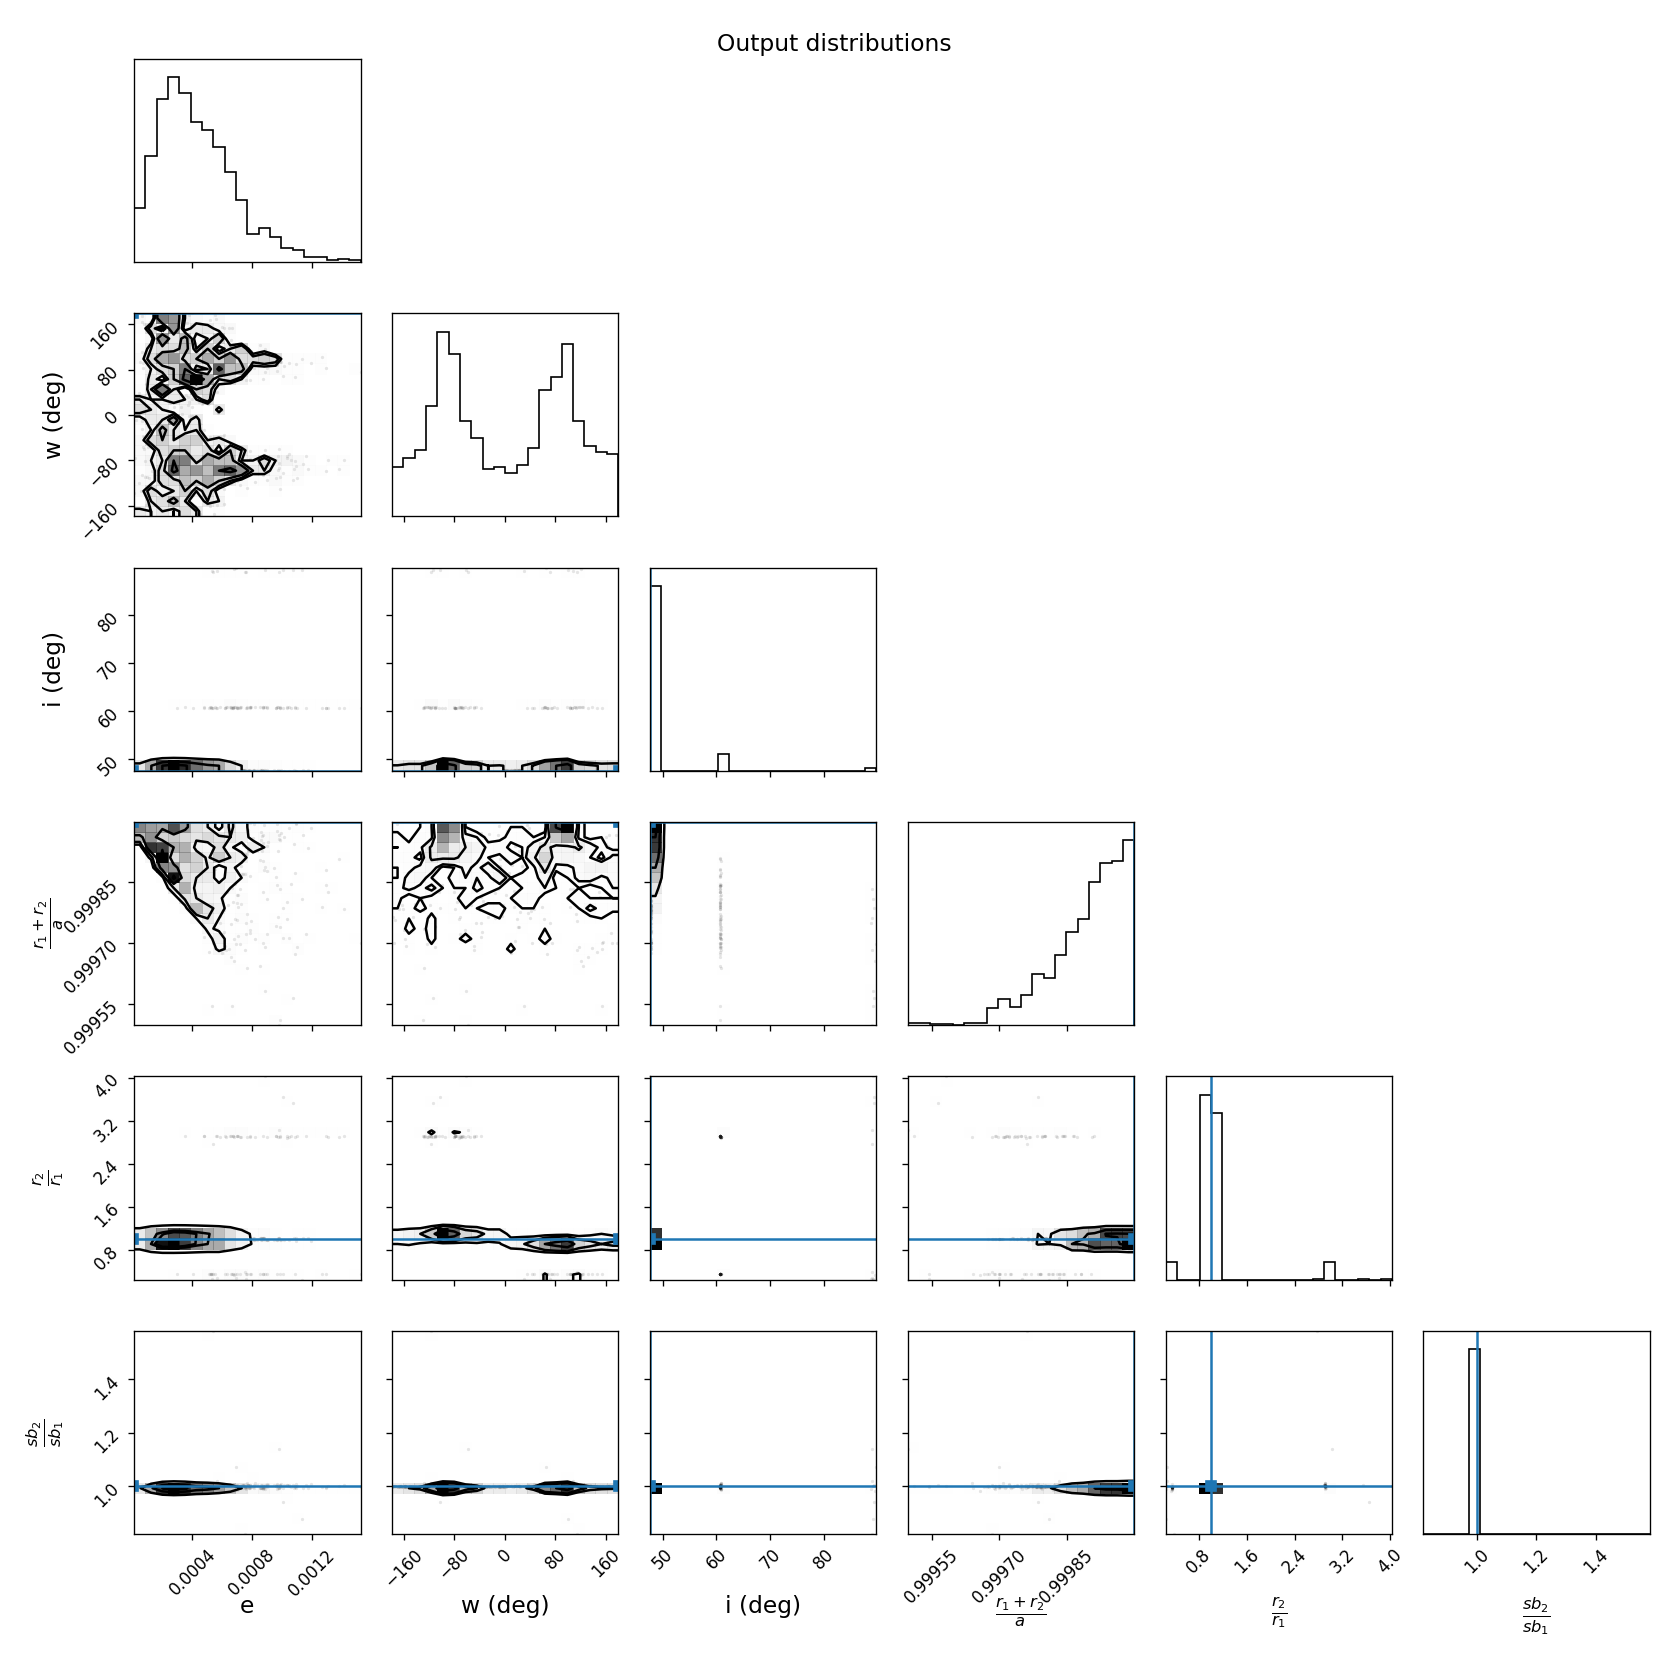 Output distributions
w (deg)
160
80
0
−80
−160
i (deg)
80
70
60
50
r₁ + r₂
a
0.99985
0.99970
0.99955
r₂
r₁
4.0
3.2
2.4
1.6
0.8
sb₂
sb₁
1.4
1.2
1.0
0.0004 0.0008 0.0012
−160 −80 0 80 160
50 60 70 80
0.99955 0.99970 0.99985
0.8 1.6 2.4 3.2 4.0
1.0 1.2 1.4
e
w (deg)
i (deg)
r₁ + r₂
a
r₂
r₁
sb₂
sb₁